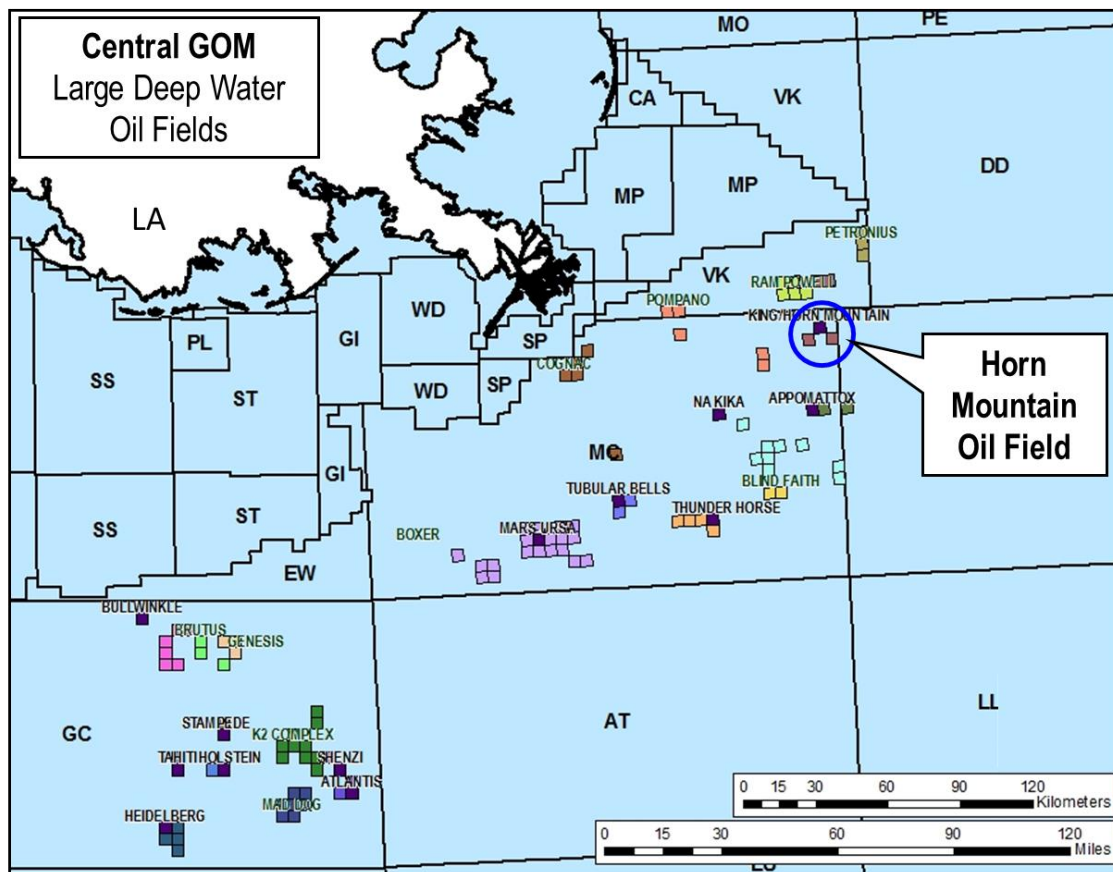 Central GOM
Large Deep Water
Oil Fields
MO
PE
CA
VK
DD
MP
MP
LA
PETRONIUS
VK
RAM POWELL
POMPANO
KING/HORN MOUNTAIN
WD
GI
PL
SP
SS
ST
COGNAC
WD
SP
Horn
Mountain
Oil Field
NA KIKA
APPOMATTOX
GI
MC
BLIND FAITH
TUBULAR BELLS
SS
ST
THUNDER HORSE
BOXER
MARS URSA
EW
BULLWINKLE
BRUTUS
GENESIS
GC
STAMPEDE
K2 COMPLEX
AT
LL
TAHITI
HOLSTEIN
SHENZI
ATLANTIS
MAD DOG
HEIDELBERG
0 15 30 60 90 120
Kilometers
0 15 30 60 90 120
Miles